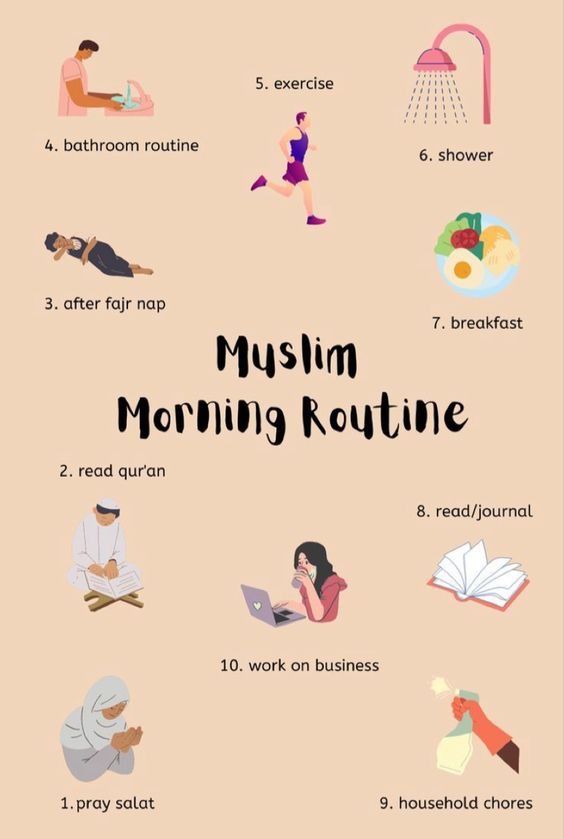 Muslim
Morning Routine
1. pray salat
2. read qur'an
3. after fajr nap
4. bathroom routine
5. exercise
6. shower
7. breakfast
8. read/journal
9. household chores
10. work on business